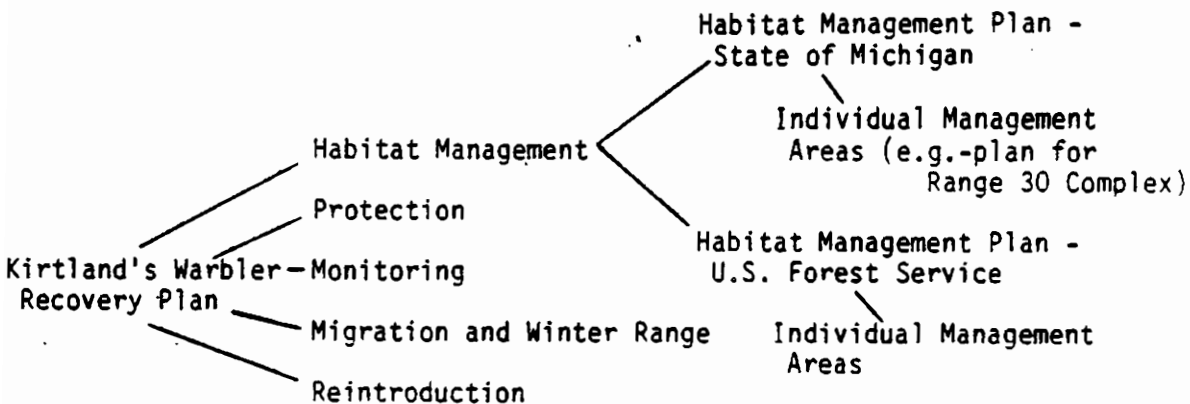 Kirtland's Warbler
Recovery Plan
Habitat Management
Protection
Monitoring
Migration and Winter Range
Reintroduction
Habitat Management Plan -
State of Michigan
Individual Management
Areas (e.g.-plan for
Range 30 Complex)
Habitat Management Plan -
U.S. Forest Service
Individual Management
Areas